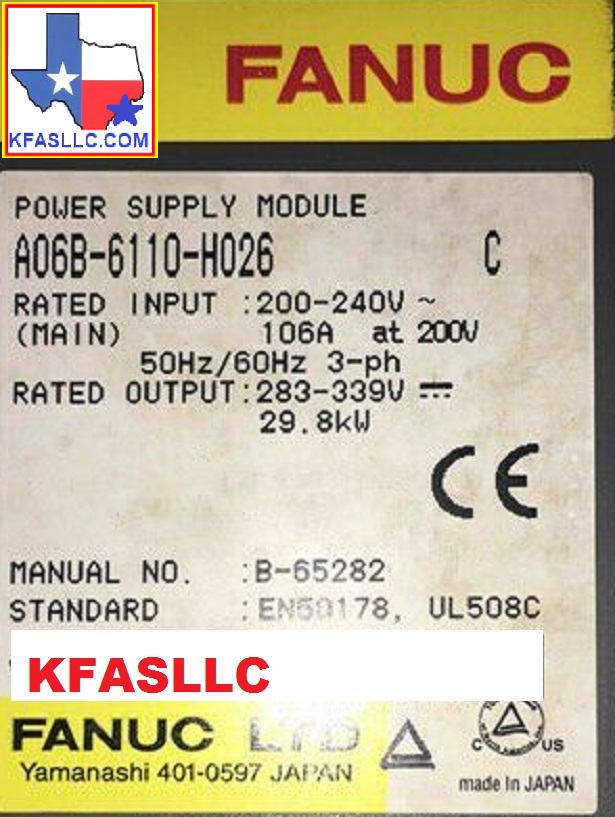 FANUC
KFASLLC.COM
POWER SUPPLY MODULE
A06B-6110-H026 C
RATED INPUT :200-240V ~
(MAIN) 106A at 200V
50Hz/60Hz 3-ph
RATED OUTPUT:283-339V ⎓
29.8kW
CE
MANUAL NO. :B-65282
STANDARD :EN50178, UL508C
KFASLLC
FANUC LTD
Yamanashi 401-0597 JAPAN
C US
made In JAPAN